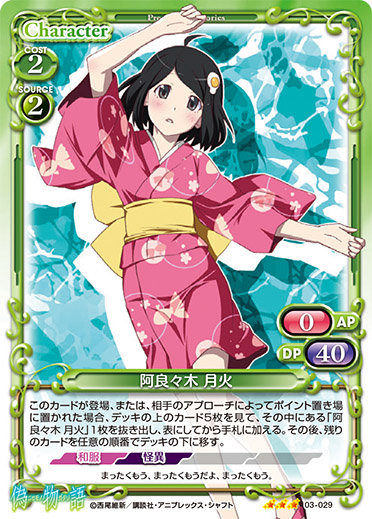 Precious Memories
Character
COST
2
SOURCE
2
0 AP
DP 40
阿良々木 月火
このカードが登場、または、相手のアプローチによってポイント置き場
に置かれた場合、デッキの上のカード5枚を見て、その中にある「阿
良々木 月火」1枚を抜き出し、表にしてから手札に加える。その後、残り
のカードを任意の順番でデッキの下に移す。
和服 怪異
まったくもう、まったくもうだよ、まったくもう。
偽物語
©西尾維新／講談社・アニプレックス・シャフト
03-029